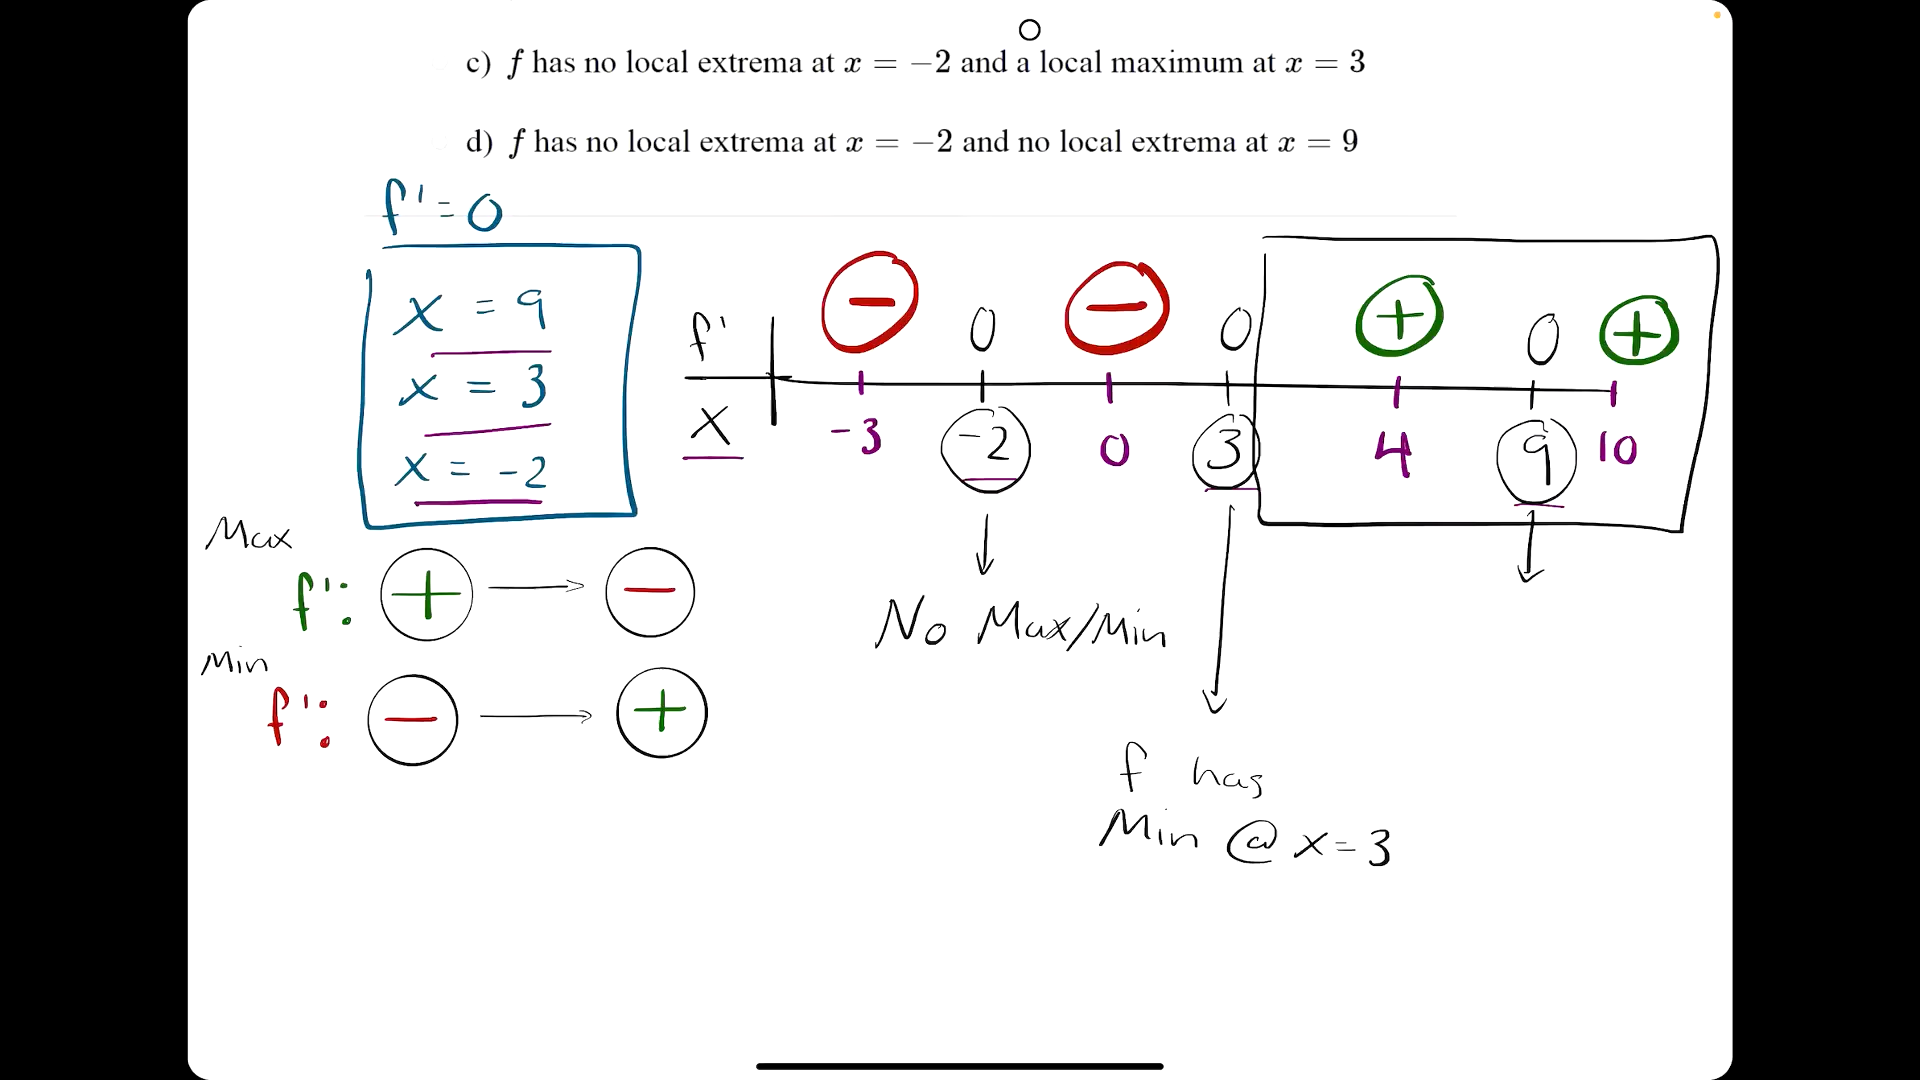 c) f has no local extrema at x = −2 and a local maximum at x = 3
d) f has no local extrema at x = −2 and no local extrema at x = 9
f' = 0
x = 9
x = 3
x = -2
f' − 0 − 0 + 0 +
x -3 -2 0 3 4 9 10
Max
f': + → −
Min
f': − → +
No Max/Min
f has
Min @ x = 3